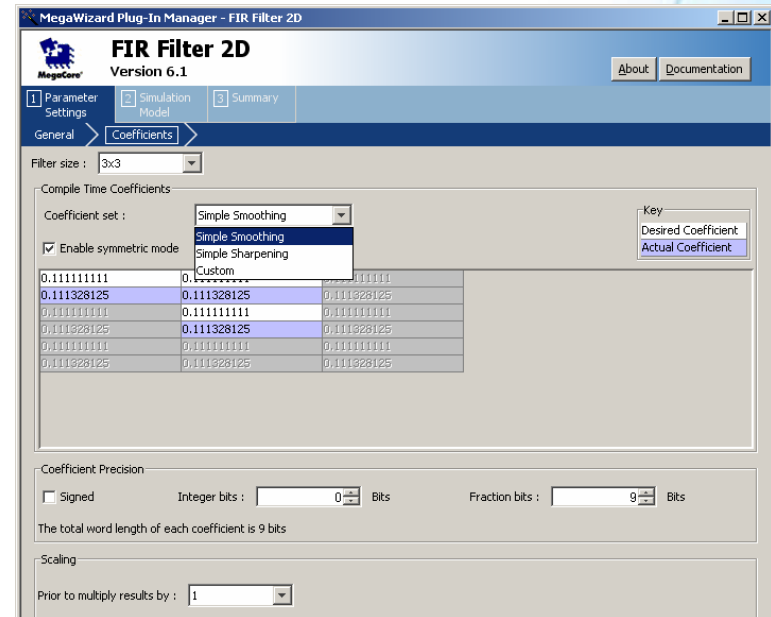 MegaWizard Plug-In Manager - FIR Filter 2D
MegaCore'
FIR Filter 2D
Version 6.1
About
Documentation
1 Parameter Settings
2 Simulation Model
3 Summary
General
Coefficients
Filter size : 3x3
Compile Time Coefficients
Coefficient set : Simple Smoothing
Simple Smoothing
Simple Sharpening
Custom
Enable symmetric mode
Key
Desired Coefficient
Actual Coefficient
0.111111111
0.111328125 0.111328125 0.111328125
0.111111111 0.111111111 0.111111111
0.111328125 0.111328125 0.111328125
0.111111111 0.111111111 0.111111111
0.111328125 0.111328125 0.111328125
Coefficient Precision
Signed Integer bits : 0 Bits Fraction bits : 9 Bits
The total word length of each coefficient is 9 bits
Scaling
Prior to multiply results by : 1